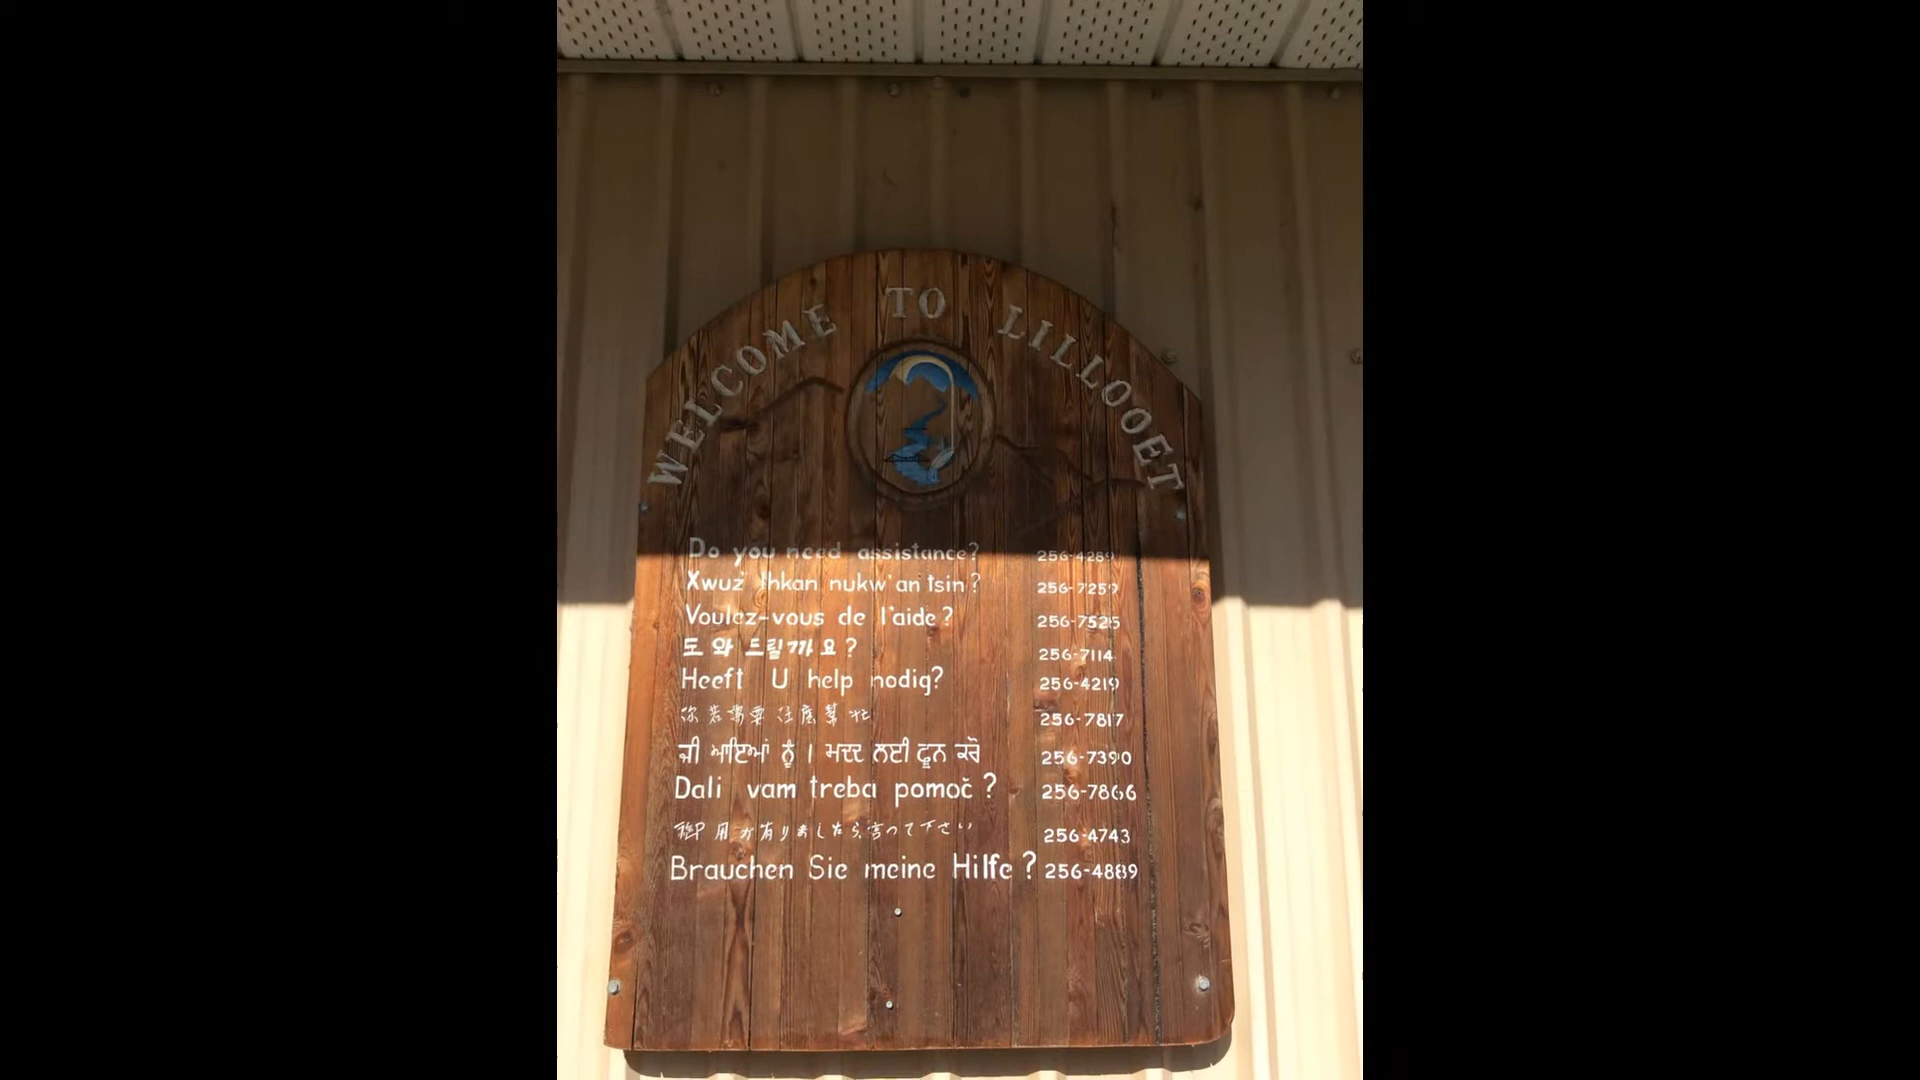 WELCOME TO LILLOOET
Do you need assistance? 256-4289
Xwuz̓ lhkan nukw'an̓tsin? 256-7259
Voulez-vous de l'aide? 256-7525
도와 드릴까요? 256-7114
Heeft U help nodig? 256-4219
你若需要什麽幫忙 256-7817
ਜੀ ਆਇਆਂ ਨੂੰ । ਮਦਦ ਲਈ ਫੂਨ ਕਰੋ 256-7390
Dali vam treba pomoč? 256-7866
御用が有りましたら言って下さい 256-4743
Brauchen Sie meine Hilfe? 256-4889